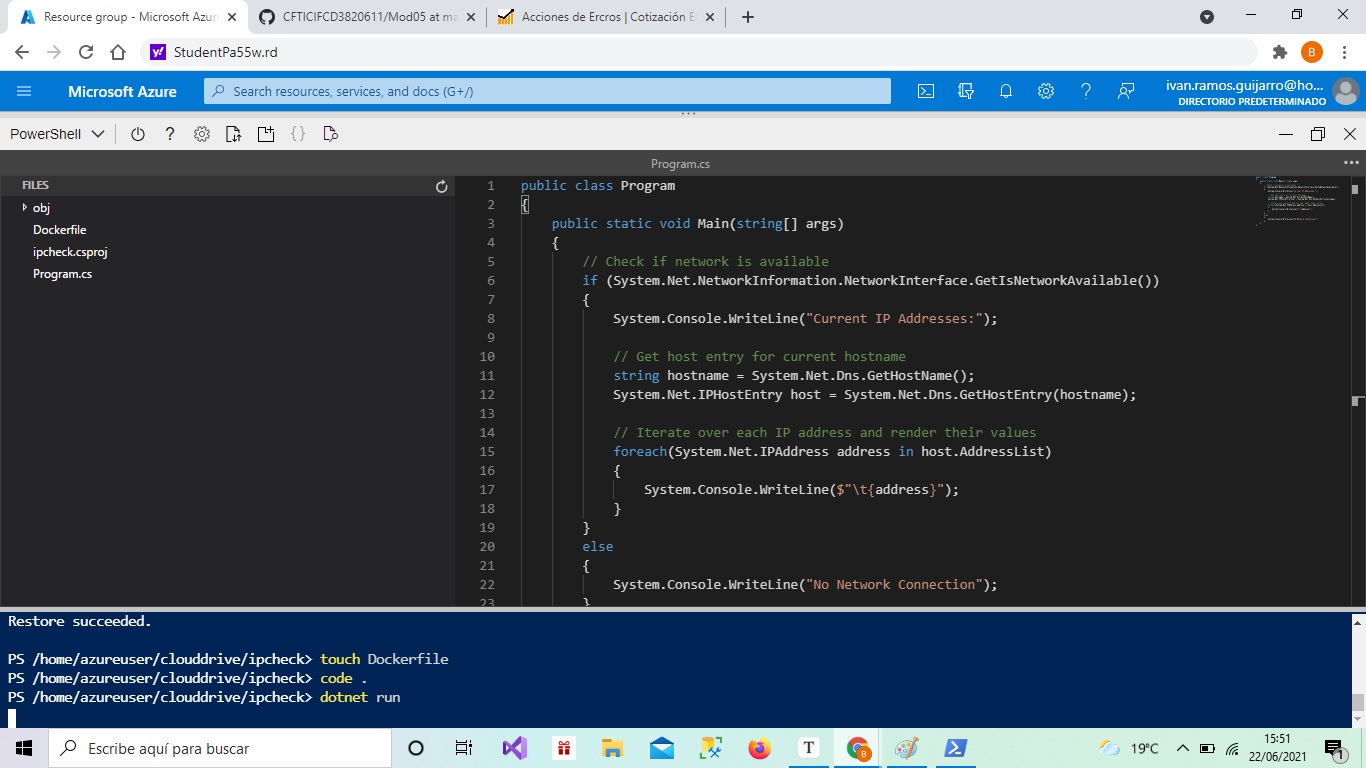 Resource group - Microsoft Azur
CFTICIFCD3820611/Mod05 at ma
Acciones de Ercros | Cotización E
StudentPa55w.rd
B
Microsoft Azure
Search resources, services, and docs (G+/)
ivan.ramos.guijarro@ho...
DIRECTORIO PREDETERMINADO
PowerShell
Program.cs
FILES
obj
Dockerfile
ipcheck.csproj
Program.cs
1 public class Program
2 {
3 public static void Main(string[] args)
4 {
5 // Check if network is available
6 if (System.Net.NetworkInformation.NetworkInterface.GetIsNetworkAvailable())
7 {
8 System.Console.WriteLine("Current IP Addresses:");
9
10 // Get host entry for current hostname
11 string hostname = System.Net.Dns.GetHostName();
12 System.Net.IPHostEntry host = System.Net.Dns.GetHostEntry(hostname);
13
14 // Iterate over each IP address and render their values
15 foreach(System.Net.IPAddress address in host.AddressList)
16 {
17 System.Console.WriteLine($"\t{address}");
18 }
19 }
20 else
21 {
22 System.Console.WriteLine("No Network Connection");
23 }
Restore succeeded.
PS /home/azureuser/clouddrive/ipcheck> touch Dockerfile
PS /home/azureuser/clouddrive/ipcheck> code .
PS /home/azureuser/clouddrive/ipcheck> dotnet run
Escribe aquí para buscar
T
B
19°C
15:51
22/06/2021
1